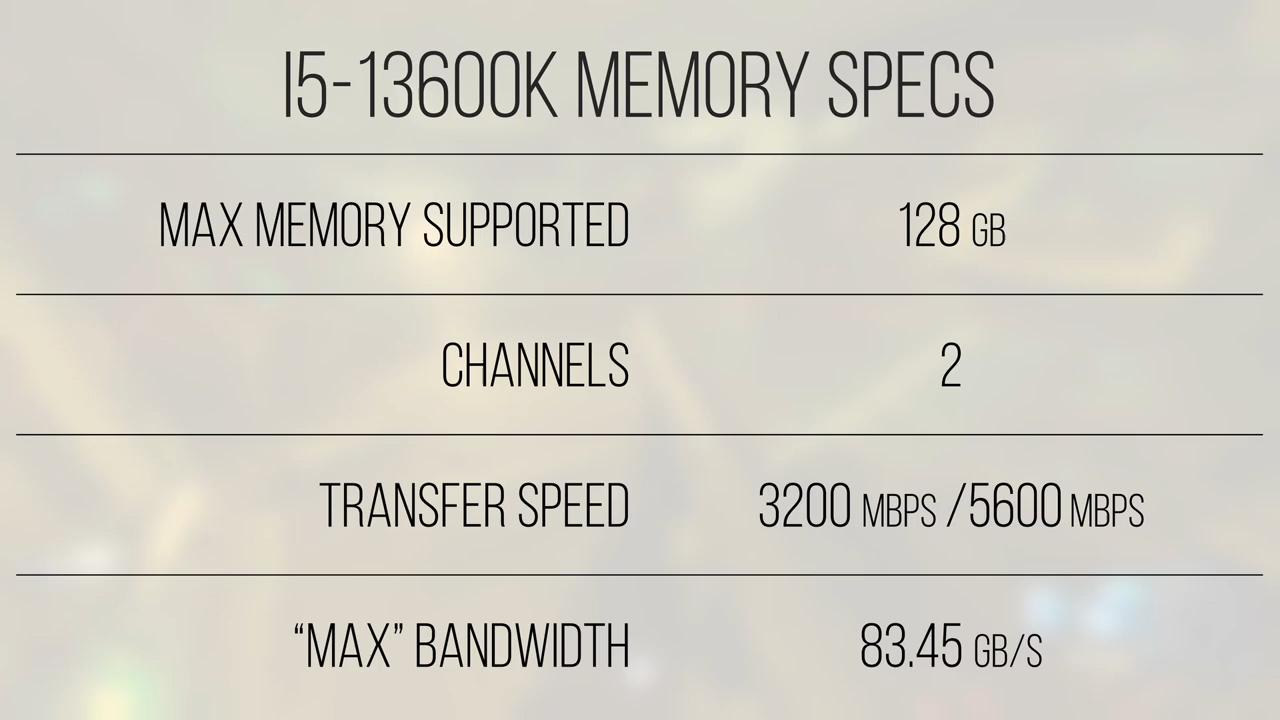 I5-13600K MEMORY SPECS
MAX MEMORY SUPPORTED 128 GB
CHANNELS 2
TRANSFER SPEED 3200 MBPS /5600 MBPS
“MAX” BANDWIDTH 83.45 GB/S